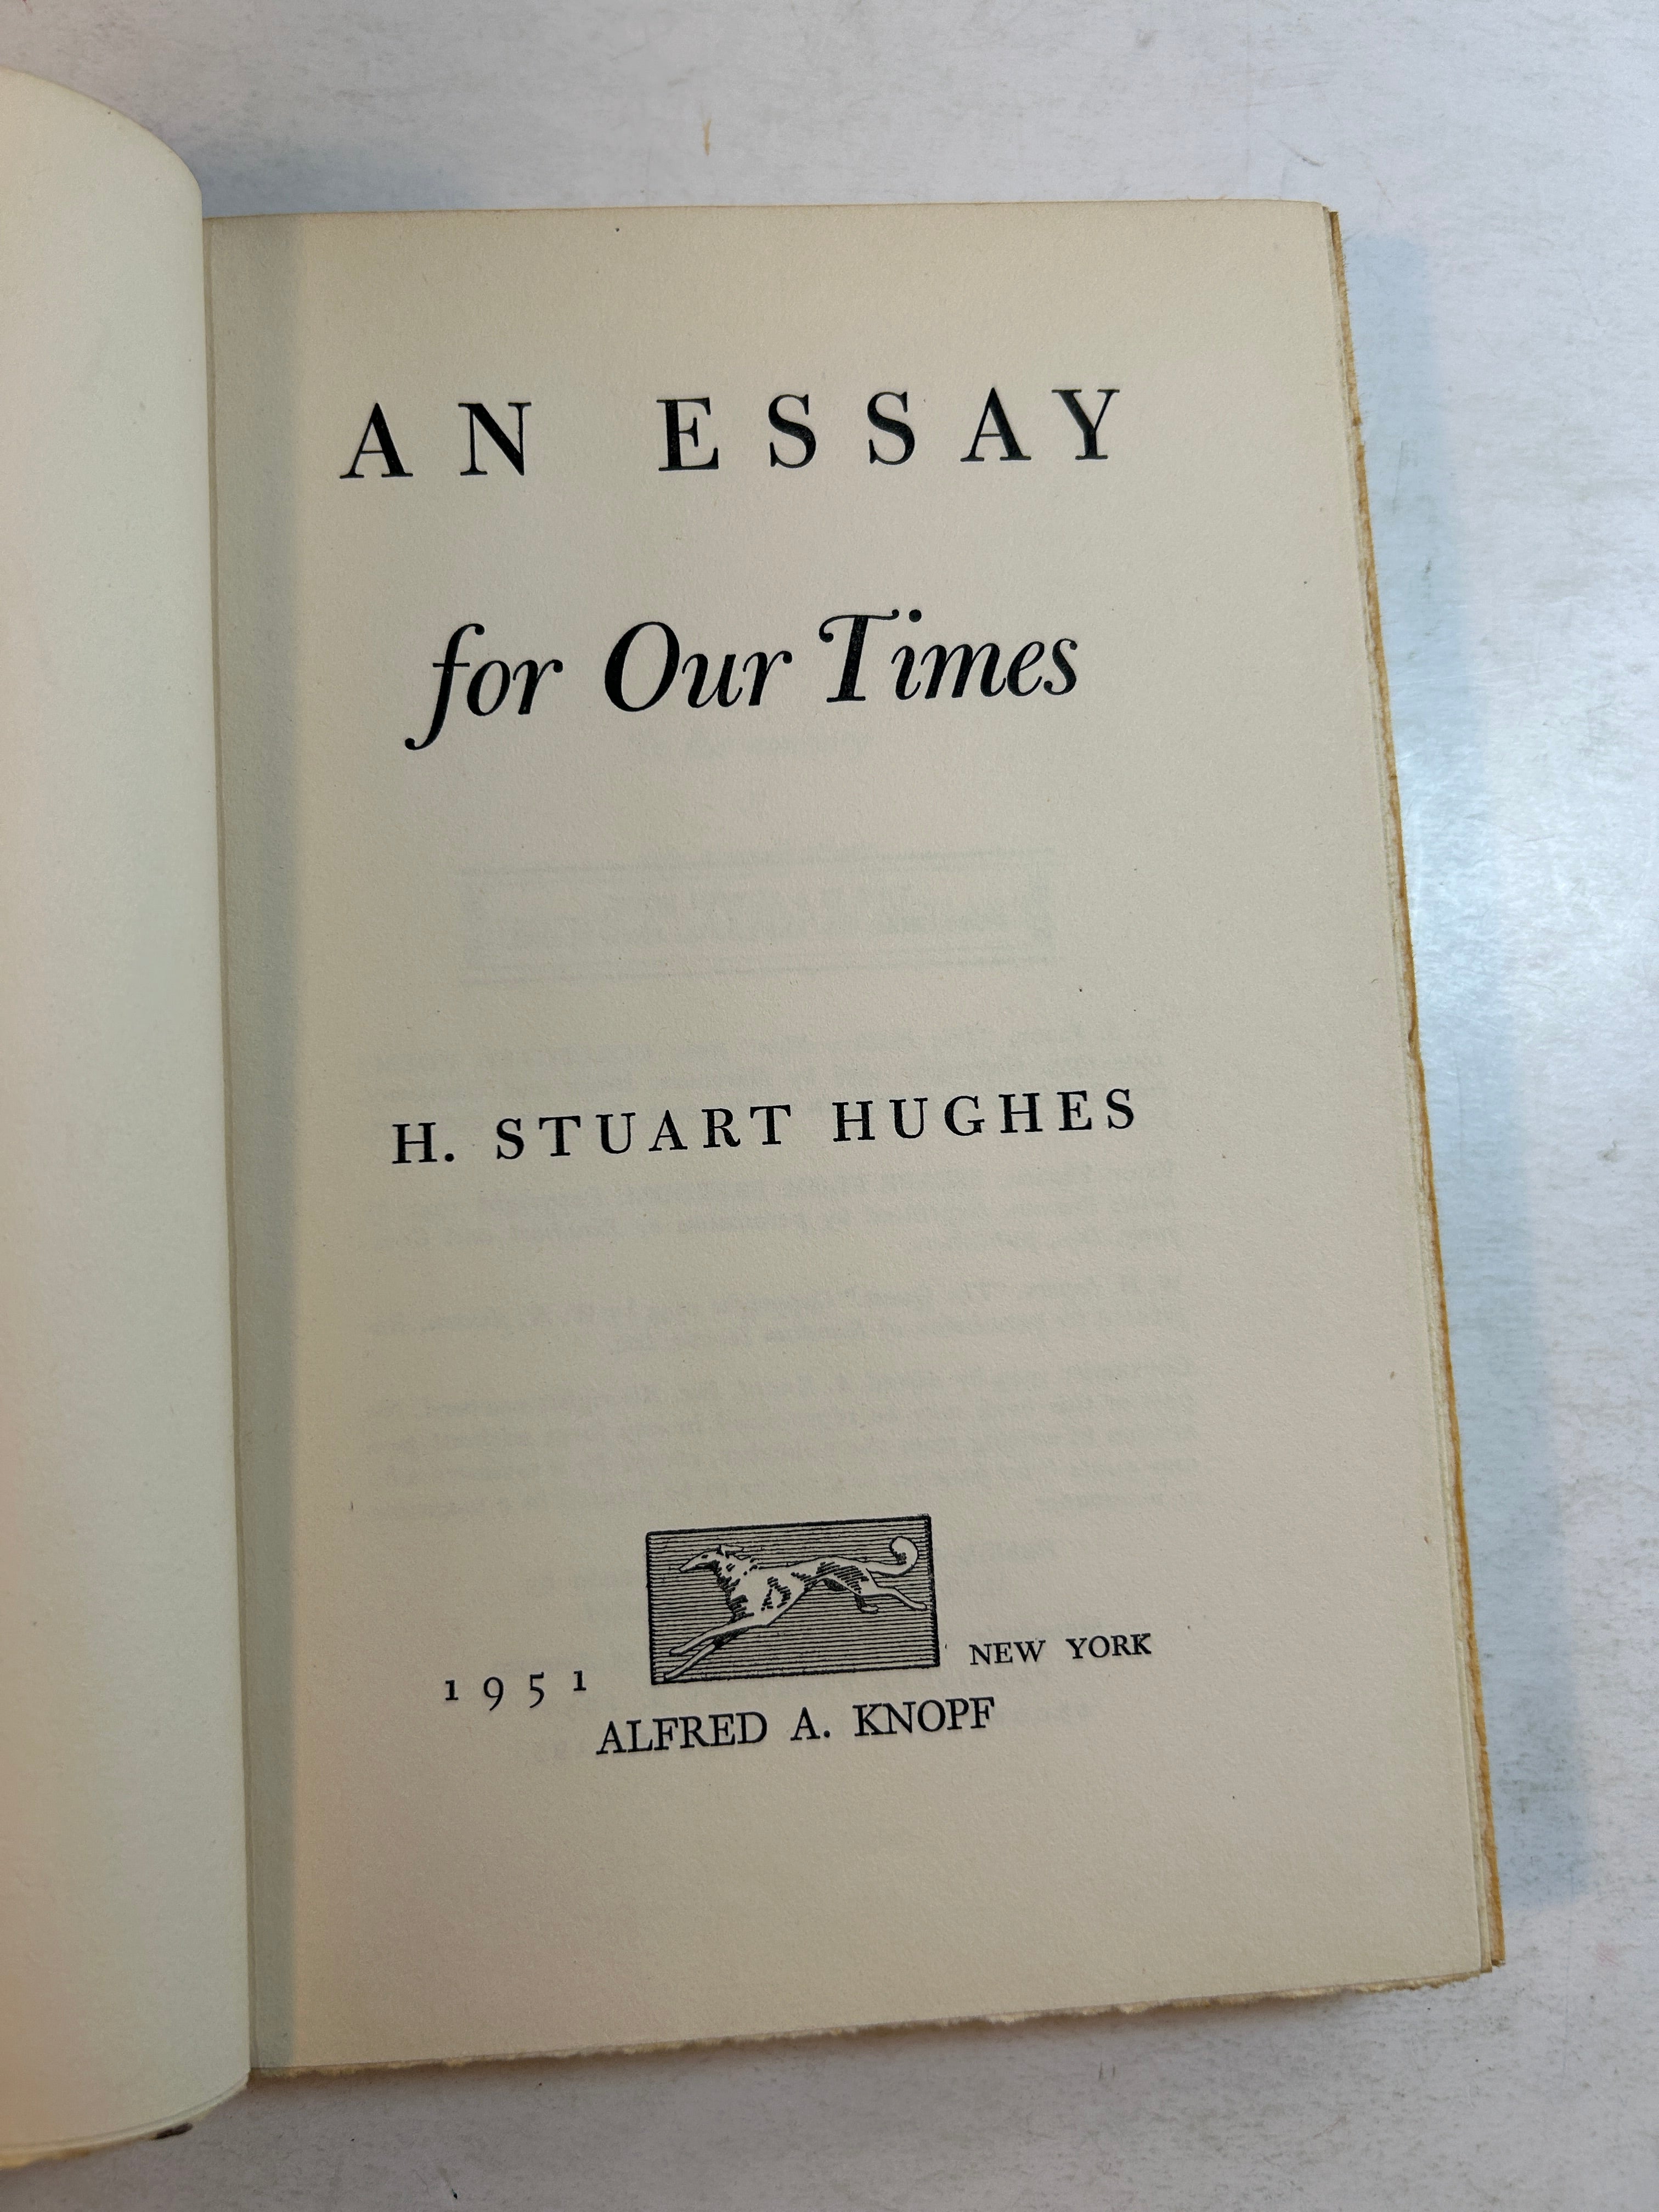 AN ESSAY
for Our Times
H. STUART HUGHES
1951
NEW YORK
ALFRED A. KNOPF